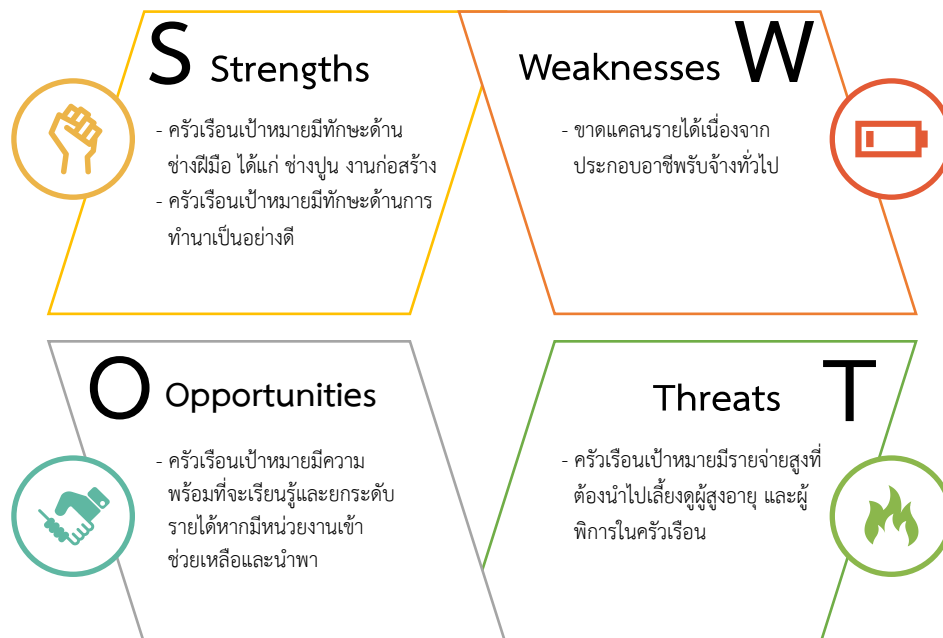 S Strengths
- ครัวเรือนเป้าหมายมีทักษะด้าน
ช่างฝีมือ ได้แก่ ช่างปูน งานก่อสร้าง
- ครัวเรือนเป้าหมายมีทักษะด้านการ
ทำนาเป็นอย่างดี
Weaknesses W
- ขาดแคลนรายได้เนื่องจาก
ประกอบอาชีพรับจ้างทั่วไป
O Opportunities
- ครัวเรือนเป้าหมายมีความ
พร้อมที่จะเรียนรู้และยกระดับ
รายได้หากมีหน่วยงานเข้า
ช่วยเหลือและนำพา
Threats T
- ครัวเรือนเป้าหมายมีรายจ่ายสูงที่
ต้องนำไปเลี้ยงดูผู้สูงอายุ และผู้
พิการในครัวเรือน